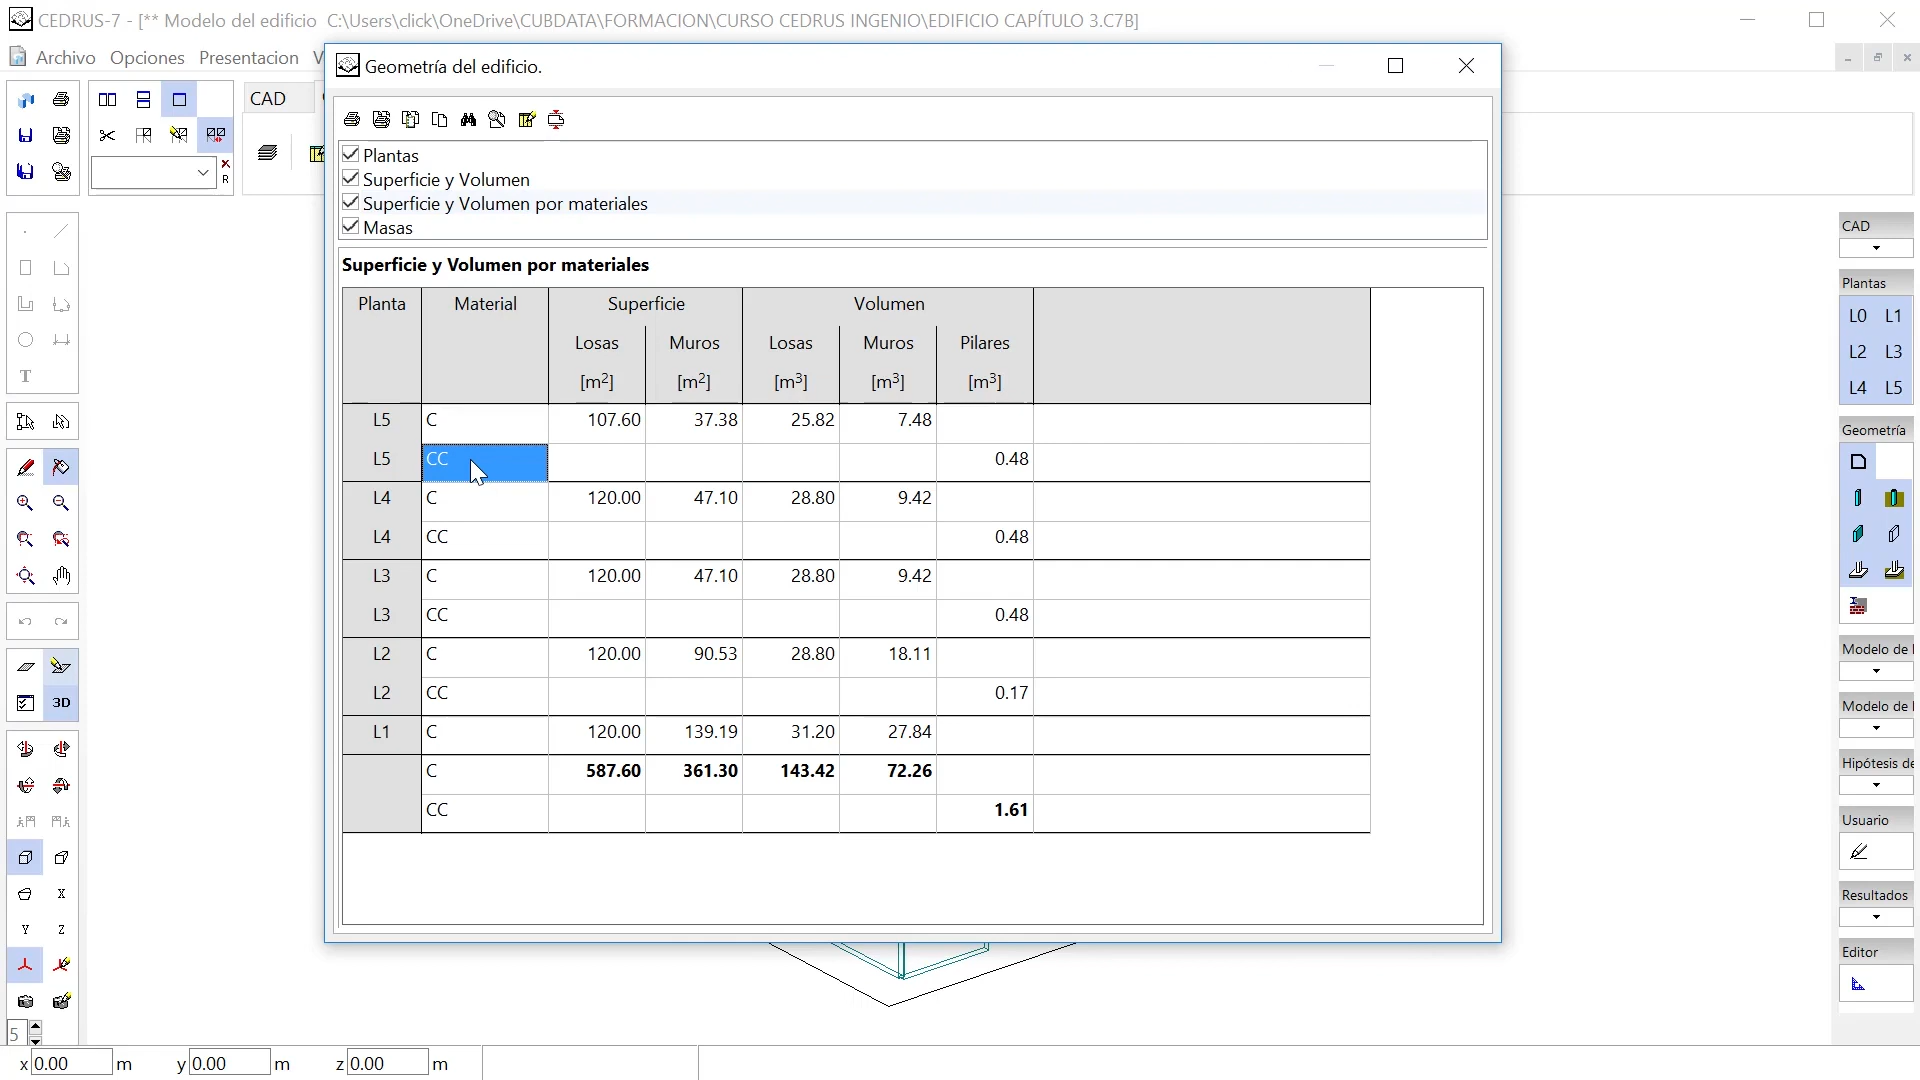 CEDRUS-7 - [** Modelo del edificio  C:\Users\click\OneDrive\CUBDATA\FORMACION\CURSO CEDRUS INGENIO\EDIFICIO CAPÍTULO 3.C7B]
Archivo Opciones Presentacion V
Geometría del edificio.
CAD
R
Plantas
Superficie y Volumen
Superficie y Volumen por materiales
Masas
Superficie y Volumen por materiales
Planta Material Superficie Volumen
Losas Muros Losas Muros Pilares
[m²] [m²] [m³] [m³] [m³]
L5 C 107.60 37.38 25.82 7.48
L5 CC 0.48
L4 C 120.00 47.10 28.80 9.42
L4 CC 0.48
L3 C 120.00 47.10 28.80 9.42
L3 CC 0.48
L2 C 120.00 90.53 28.80 18.11
L2 CC 0.17
L1 C 120.00 139.19 31.20 27.84
C 587.60 361.30 143.42 72.26
CC 1.61
CAD
Plantas
L0 L1
L2 L3
L4 L5
Geometría
Modelo de
Modelo de
Hipótesis de
Usuario
Resultados
Editor
T
3D
X
Y Z
5
x 0.00 m y 0.00 m z 0.00 m